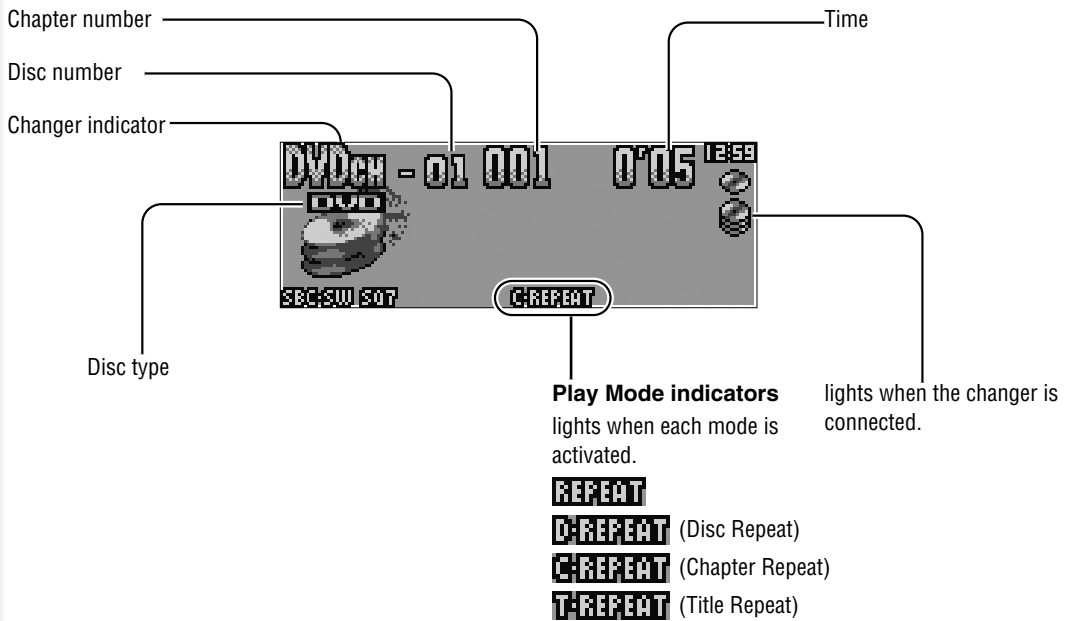 Chapter number
Time
Disc number
Changer indicator
DVDCH - 01 001 0'05 12:59
DVD
SBC:SW SQ7
C:REPEAT
Disc type
Play Mode indicators
lights when each mode is
activated.
REPEAT
D:REPEAT (Disc Repeat)
C:REPEAT (Chapter Repeat)
T:REPEAT (Title Repeat)
lights when the changer is
connected.